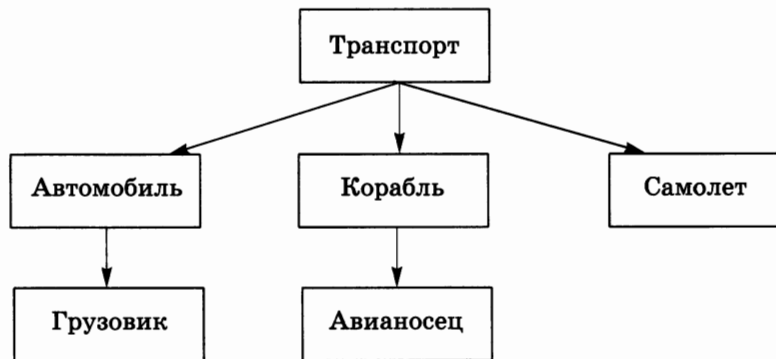 Транспорт
Автомобиль
Корабль
Самолет
Грузовик
Авианосец